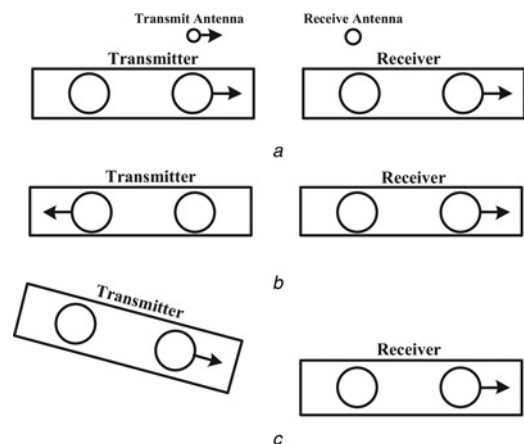 Transmit Antenna
Receive Antenna
Transmitter
Receiver
a
Transmitter
Receiver
b
Transmitter
Receiver
c